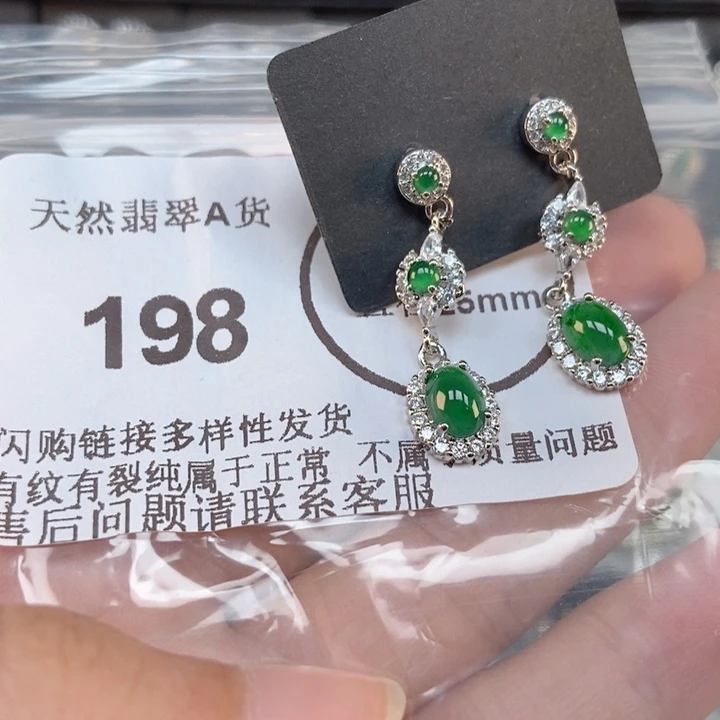 天然翡翠A货
198
25mm
闪购链接多样性发货
有纹有裂纯属于正常 不属 质量问题
售后问题请联系客服